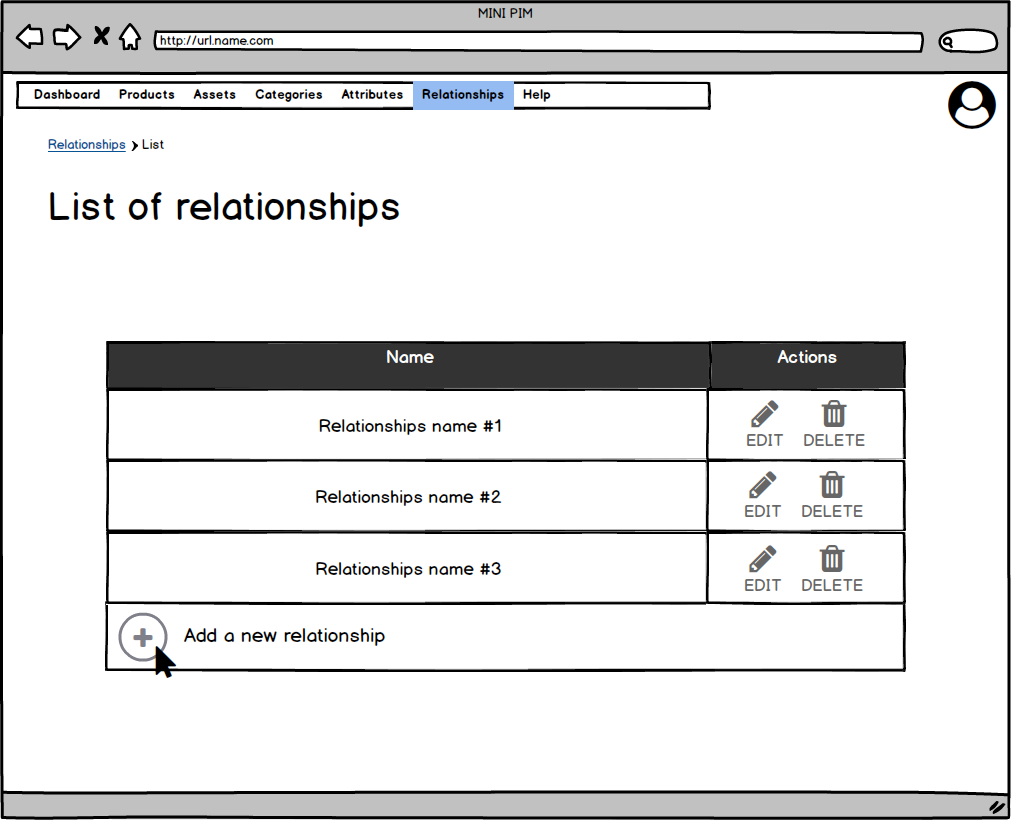 MINI PIM
http://url.name.com
Dashboard Products Assets Categories Attributes Relationships Help
Relationships List
List of relationships
Name Actions
Relationships name #1
EDIT DELETE
Relationships name #2
EDIT DELETE
Relationships name #3
EDIT DELETE
Add a new relationship